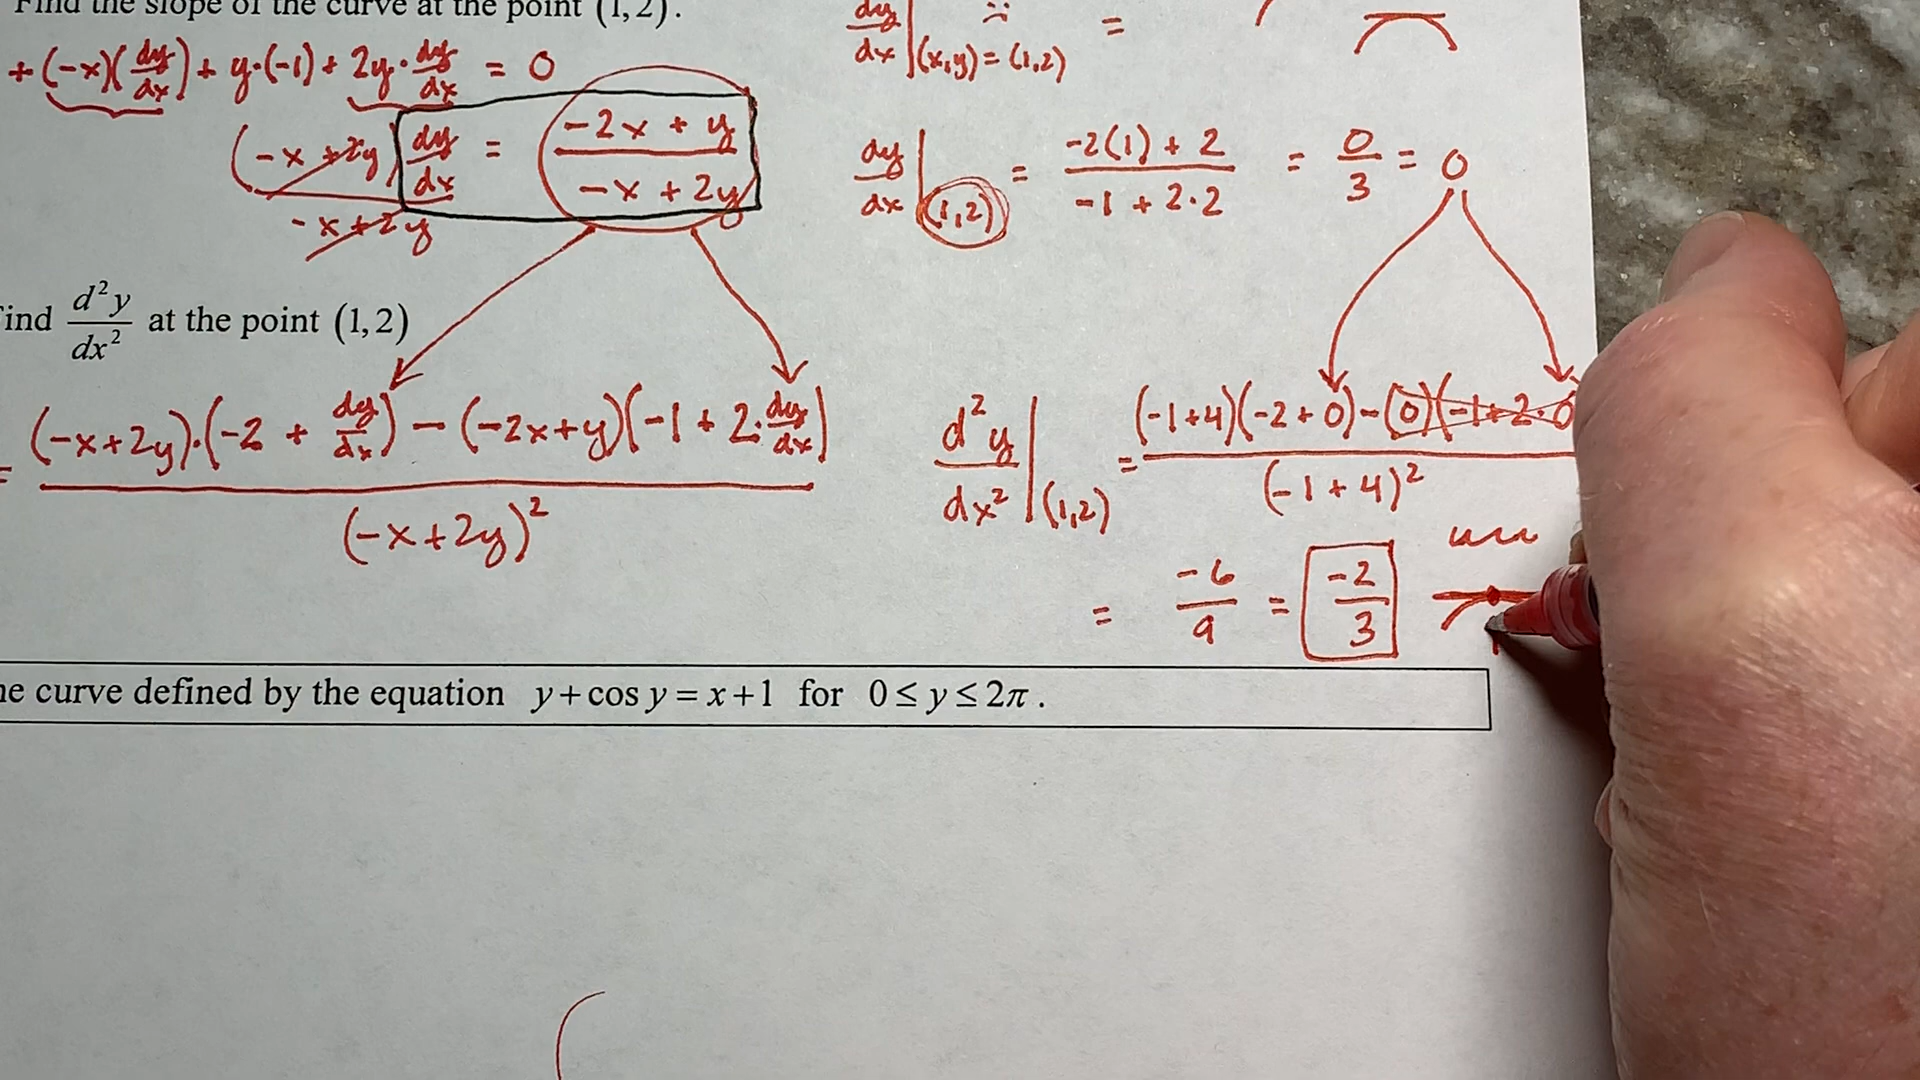 Find the slope of the curve at the point (1, 2).
dy/dx |(x,y) = (1,2) =
+ (-x)(dy/dx) + y·(-1) + 2y · dy/dx = 0
(-x + 2y) dy/dx = (-2x + y)/(-x + 2y)
-x + 2y
dy/dx |(1,2) = (-2(1) + 2)/(-1 + 2·2) = 0/3 = 0
ind d²y/dx² at the point (1, 2)
= ((-x+2y)·(-2 + dy/dx) - (-2x+y)(-1 + 2·dy/dx))/(-x+2y)²
d²y/dx² |(1,2) = ((-1+4)(-2+0) - (0)(-1+2·0))/(-1+4)²
= -6/9 = -2/3
he curve defined by the equation y + cos y = x + 1 for 0 ≤ y ≤ 2π.